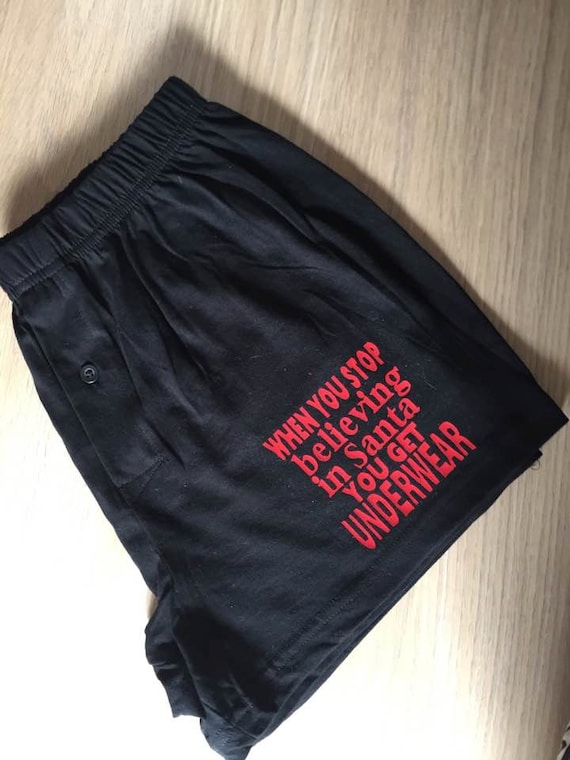 WHEN YOU STOP
believing
in Santa
YOU GET
UNDERWEAR